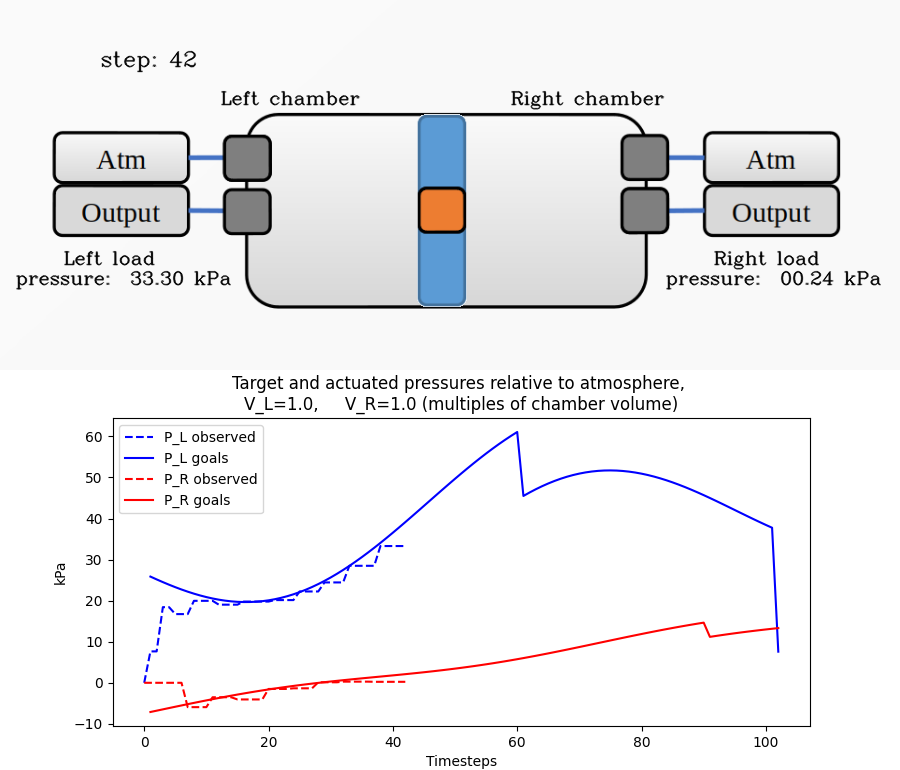 step: 42
Left chamber
Right chamber
Atm
Atm
Output
Output
Left load
pressure: 33.30 kPa
Right load
pressure: 00.24 kPa
Target and actuated pressures relative to atmosphere,
V_L=1.0, V_R=1.0 (multiples of chamber volume)
P_L observed
P_L goals
P_R observed
P_R goals
kPa
60
50
40
30
20
10
0
−10
0 20 40 60 80 100
Timesteps